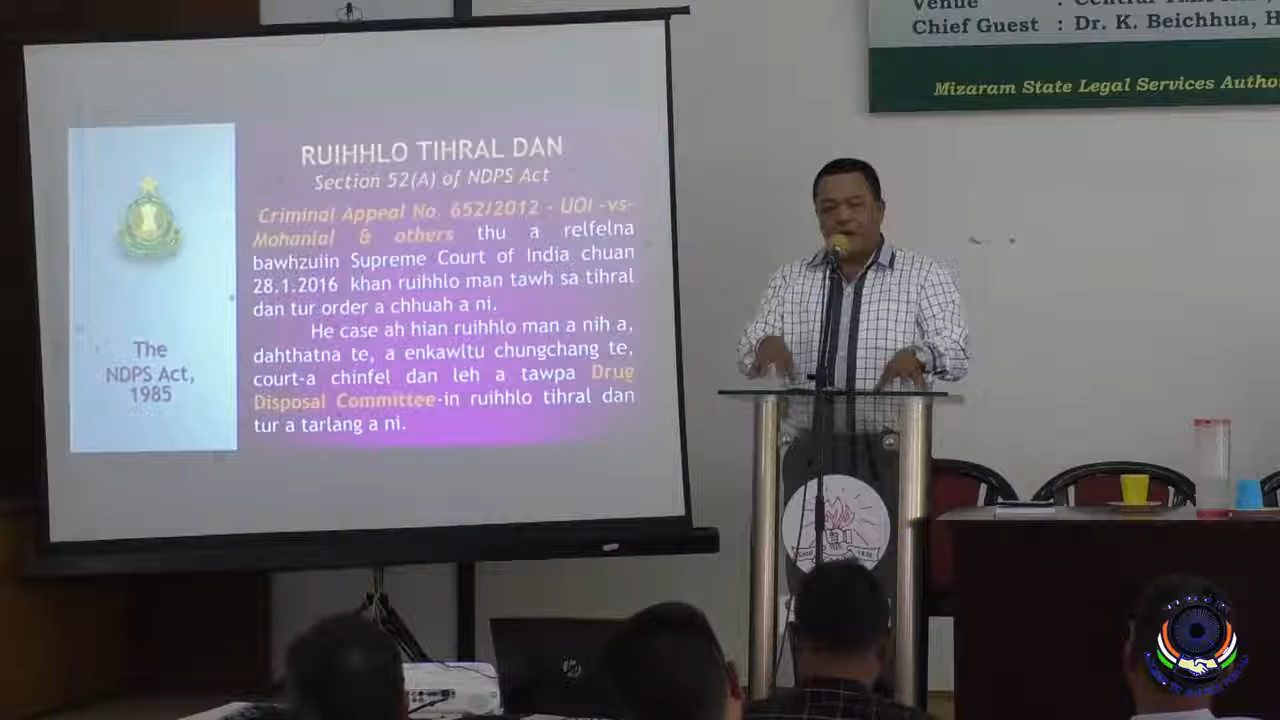 Venue :
Chief Guest : Dr. K. Beichhua, H
Mizaram State Legal Services Autho
RUIHHLO TIHRAL DAN
Section 52(A) of NDPS Act
Criminal Appeal No. 652/2012 - UOI -vs-
Mohanlal & others thu a relfelna
bawhzuiin Supreme Court of India chuan
28.1.2016 khan ruihhlo man tawh sa tihral
dan tur order a chhuah a ni.
He case ah hian ruihhlo man a nih a,
dahthatna te, a enkawltu chungchang te,
court-a chinfel dan leh a tawpa Drug
Disposal Committee-in ruihhlo tihral dan
tur a tarlang a ni.
The
NDPS Act,
1985
hp